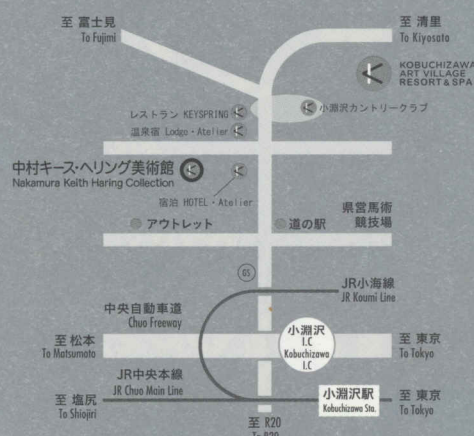 至 富士見
To Fujimi
至 清里
To Kiyosato
KOBUCHIZAWA
ART VILLAGE
RESORT & SPA
レストラン KEYSPRING
小淵沢カントリークラブ
温泉宿 Lodge・Atelier
中村キース・ヘリング美術館
Nakamura Keith Haring Collection
宿泊 HOTEL・Atelier
アウトレット
道の駅
県営馬術
競技場
GS
JR小海線
JR Koumi Line
中央自動車道
Chuo Freeway
小淵沢
I.C
Kobuchizawa
I.C
至 松本
To Matsumoto
至 東京
To Tokyo
JR中央本線
JR Chuo Main Line
小淵沢駅
Kobuchizawa Sta.
至 塩尻
To Shiojiri
至 東京
To Tokyo
至 R20
To R20